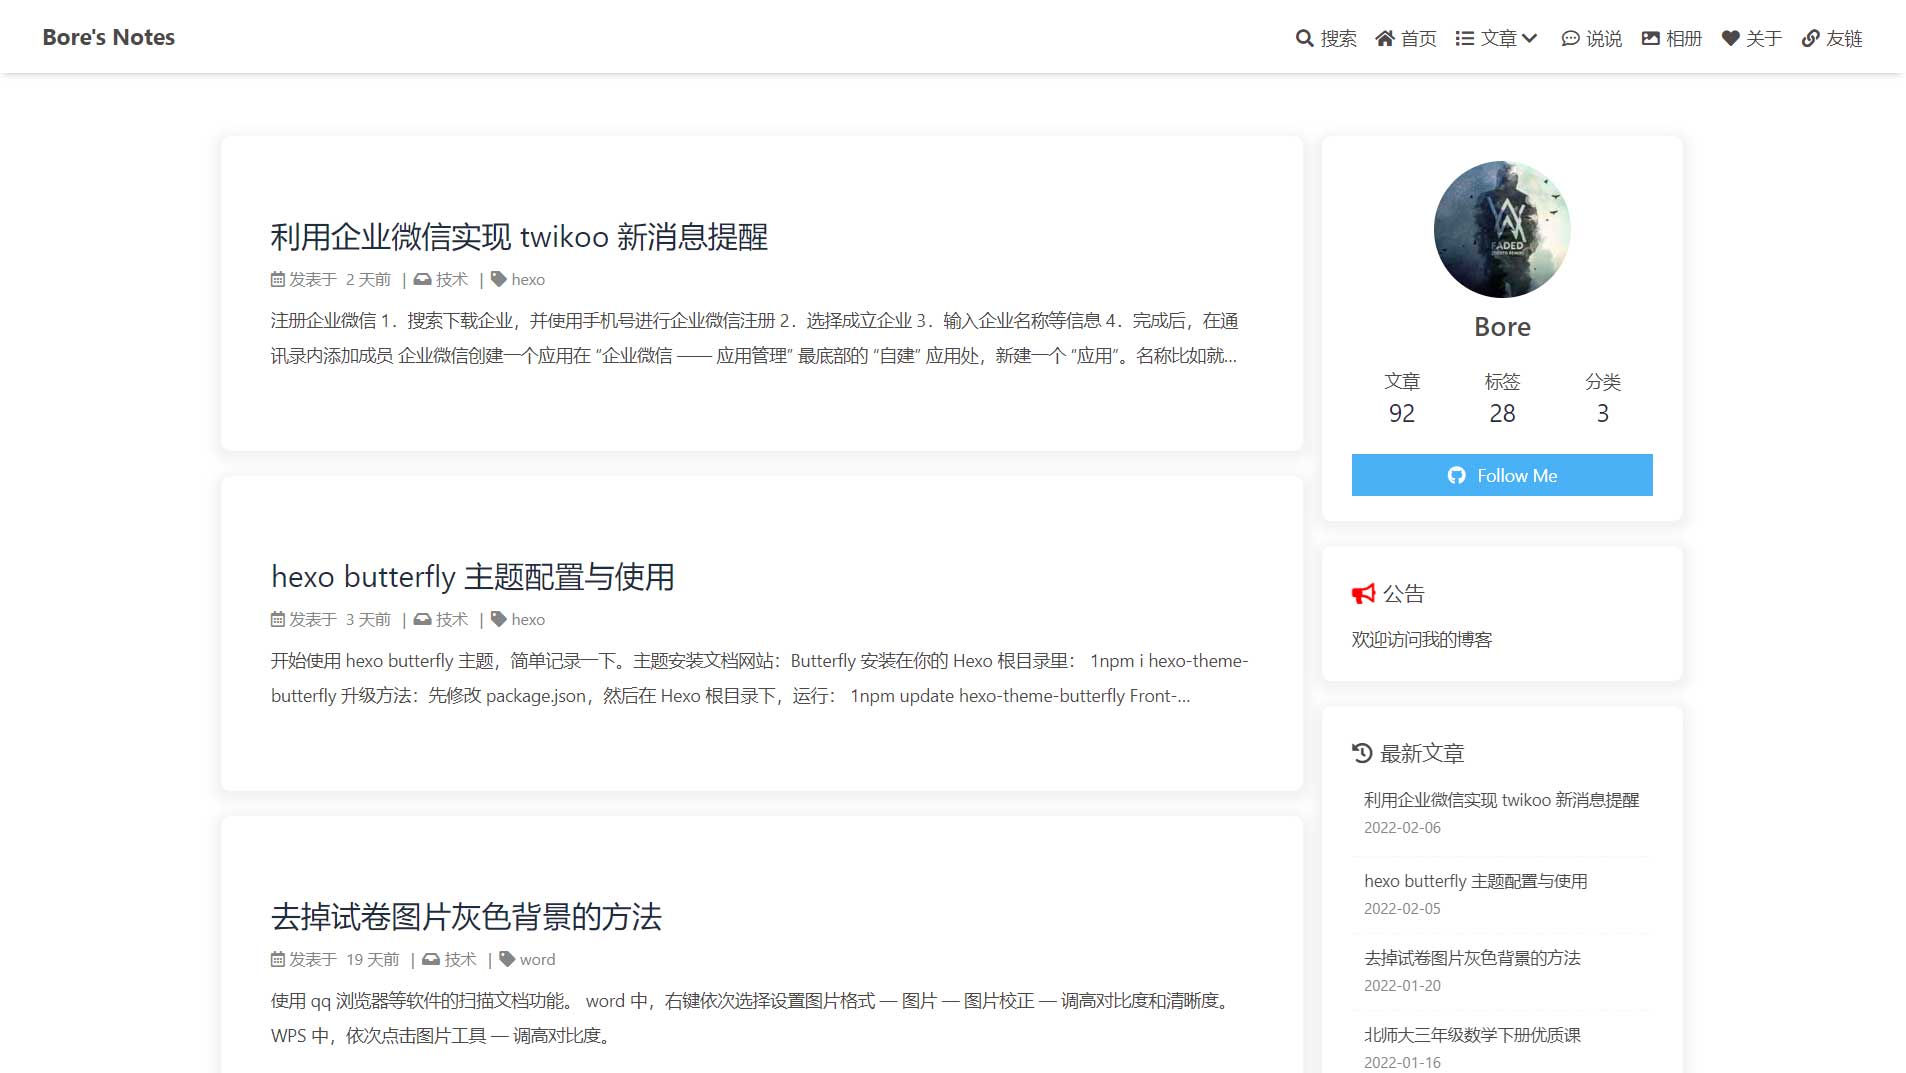 Bore's Notes
搜索 首页 文章 说说 相册 关于 友链
利用企业微信实现 twikoo 新消息提醒
发表于 2 天前 | 技术 | hexo
注册企业微信 1．搜索下载企业，并使用手机号进行企业微信注册 2．选择成立企业 3．输入企业名称等信息 4．完成后，在通
讯录内添加成员 企业微信创建一个应用在 “企业微信 —— 应用管理” 最底部的 “自建” 应用处，新建一个 “应用”。名称比如就...
hexo butterfly 主题配置与使用
发表于 3 天前 | 技术 | hexo
开始使用 hexo butterfly 主题，简单记录一下。主题安装文档网站：Butterfly 安装在你的 Hexo 根目录里： 1npm i hexo-theme-
butterfly 升级方法：先修改 package.json，然后在 Hexo 根目录下，运行： 1npm update hexo-theme-butterfly Front-...
去掉试卷图片灰色背景的方法
发表于 19 天前 | 技术 | word
使用 qq 浏览器等软件的扫描文档功能。 word 中，右键依次选择设置图片格式 — 图片 — 图片校正 — 调高对比度和清晰度。
WPS 中，依次点击图片工具 — 调高对比度。
FADED
Bore
文章 标签 分类
92 28 3
Follow Me
公告
欢迎访问我的博客
最新文章
利用企业微信实现 twikoo 新消息提醒
2022-02-06
hexo butterfly 主题配置与使用
2022-02-05
去掉试卷图片灰色背景的方法
2022-01-20
北师大三年级数学下册优质课
2022-01-16